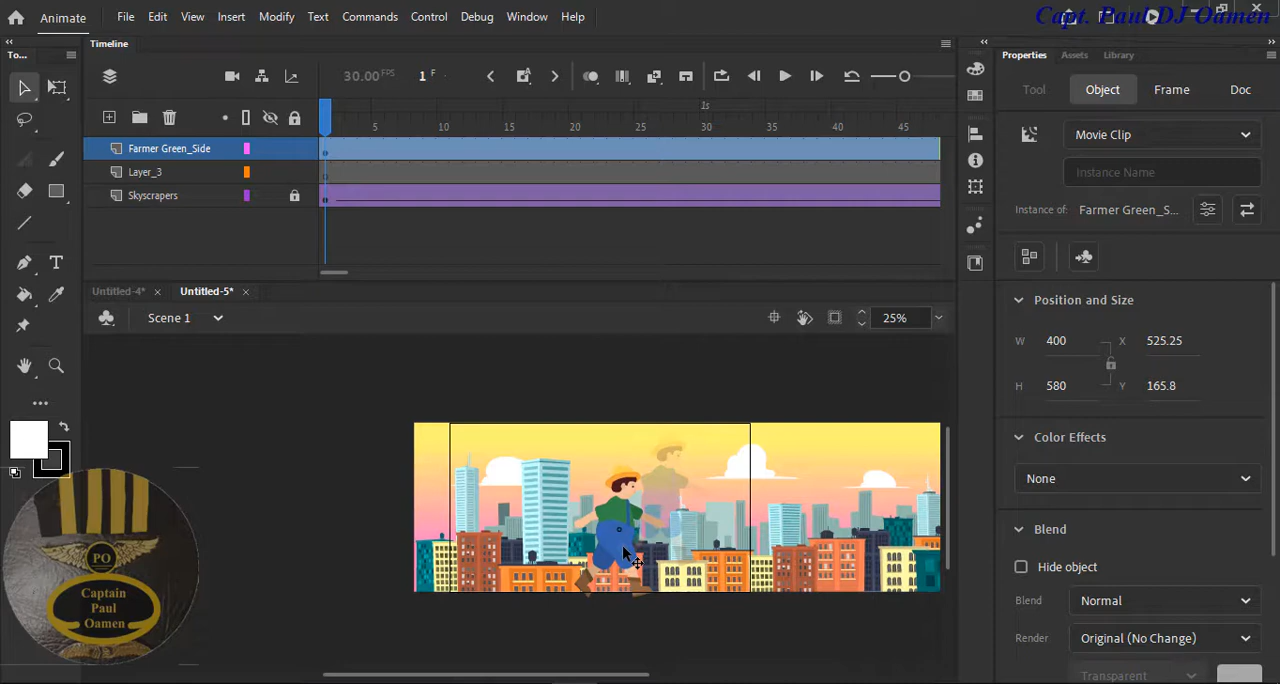 Capt. Paul DJ Oamen
Animate File Edit View Insert Modify Text Commands Control Debug Window Help
To... Timeline Properties Assets Library
30.00 FPS 1 F
Tool Object Frame Doc
1s
5 10 15 20 25 30 35 40 45
Movie Clip
Farmer Green_Side
Layer_3
Instance Name
Skyscrapers
Instance of: Farmer Green_S...
Untitled-4* × Untitled-5* ×
Scene 1 25%
Position and Size
W 400 X 525.25
H 580 Y 165.8
Color Effects
None
Blend
Hide object
Blend Normal
Render Original (No Change)
Transparent
PO
Captain
Paul
Oamen